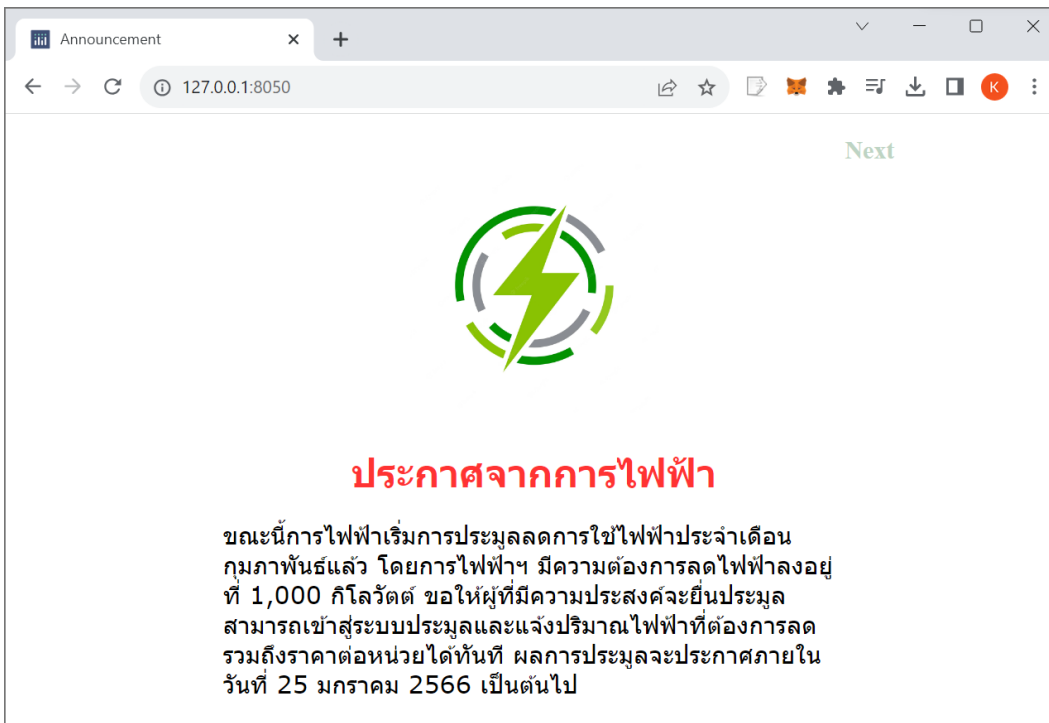 Announcement
127.0.0.1:8050
K
Next
ประกาศจากการไฟฟ้า
ขณะนี้การไฟฟ้าเริ่มการประมูลลดการใช้ไฟฟ้าประจำเดือน
กุมภาพันธ์แล้ว โดยการไฟฟ้าฯ มีความต้องการลดไฟฟ้าลงอยู่
ที่ 1,000 กิโลวัตต์ ขอให้ผู้ที่มีความประสงค์จะยื่นประมูล
สามารถเข้าสู่ระบบประมูลและแจ้งปริมาณไฟฟ้าที่ต้องการลด
รวมถึงราคาต่อหน่วยได้ทันที ผลการประมูลจะประกาศภายใน
วันที่ 25 มกราคม 2566 เป็นต้นไป